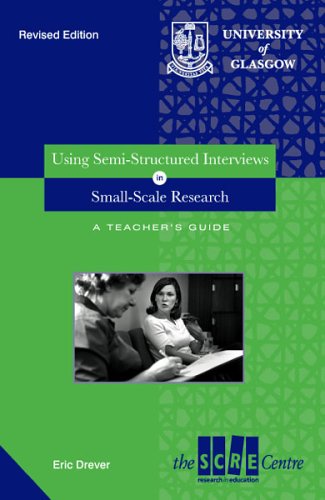 Revised Edition
UNIVERSITY
of
GLASGOW
Using Semi-Structured Interviews
in
Small-Scale Research
A TEACHER'S GUIDE
Eric Drever
the SCRE Centre
research in education